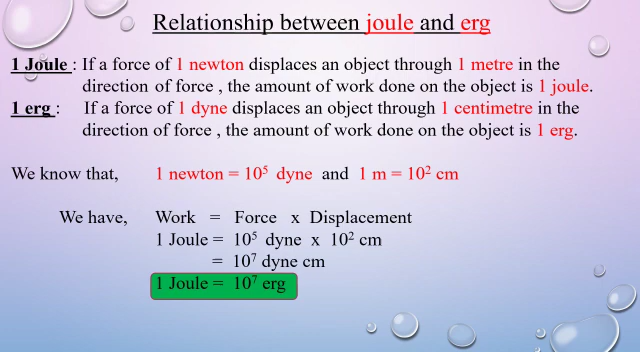 Relationship between joule and erg
1 Joule : If a force of 1 newton displaces an object through 1 metre in the
direction of force , the amount of work done on the object is 1 joule.
1 erg : If a force of 1 dyne displaces an object through 1 centimetre in the
direction of force , the amount of work done on the object is 1 erg.
We know that, 1 newton = 10⁵ dyne and 1 m = 10² cm
We have, Work = Force x Displacement
1 Joule = 10⁵ dyne x 10² cm
= 10⁷ dyne cm
1 Joule = 10⁷ erg